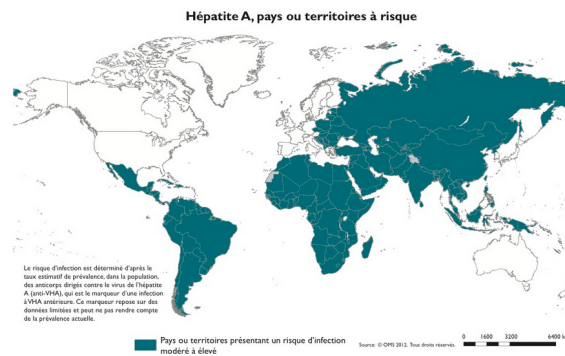 Hépatite A, pays ou territoires à risque
Le risque d'infection est déterminé d'après le
taux estimatif de prévalence, dans la population,
des anticorps dirigés contre le virus de l'hépatite
A (anti-VHA), qui est le marqueur d'une infection
à VHA antérieure. Ce marqueur repose sur des
données limitées et peut ne pas rendre compte
de la prévalence actuelle.
Pays ou territoires présentant un risque d'infection
modéré à élevé
Source: © OMS 2012. Tous droits réservés.
0 1600 3200 6400